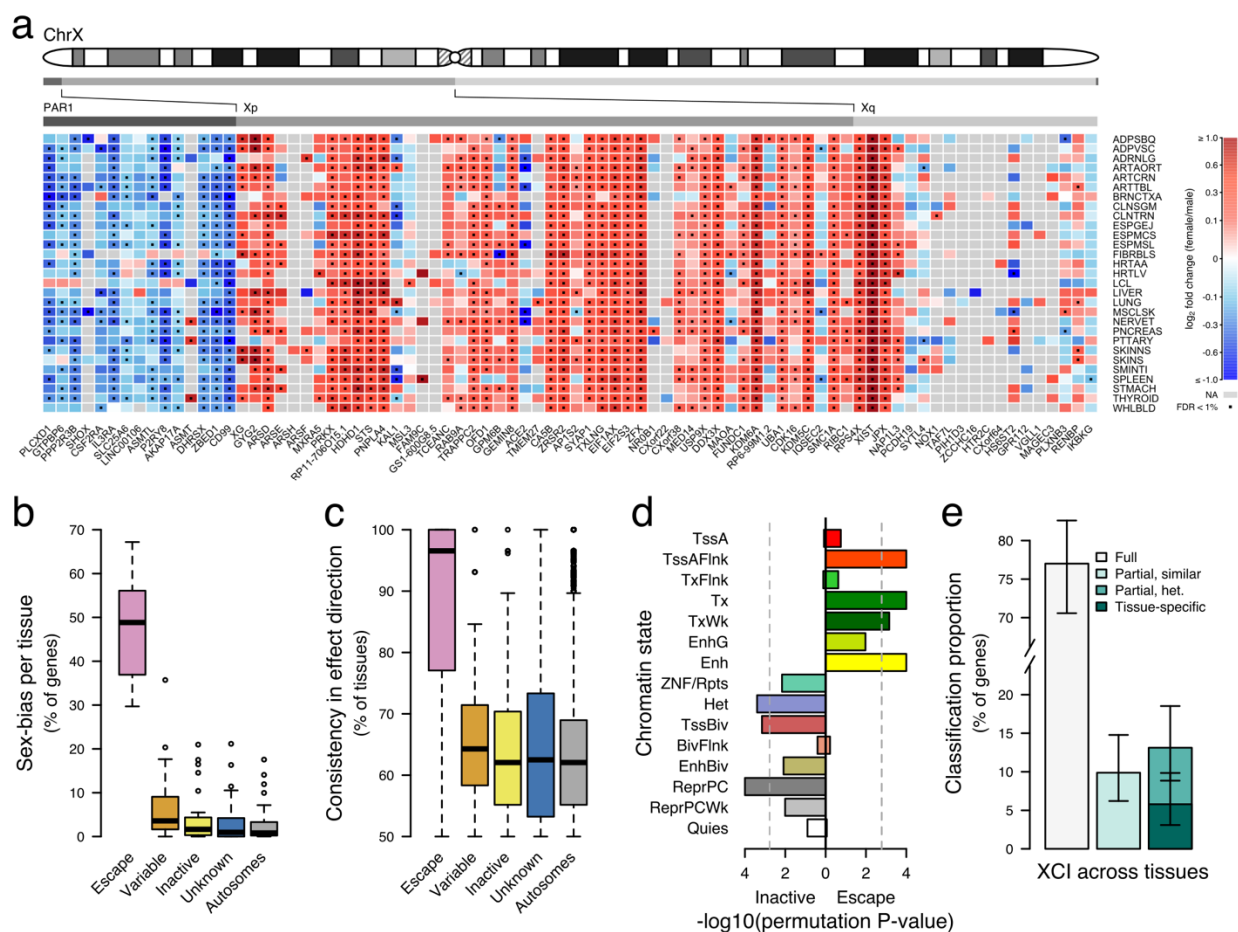 a
ChrX
PAR1 Xp Xq
ADPSBQ
ADPVSC
ADRNLG
ARTAORT
ARTCRN
ARTTBL
BRNCTXA
CLNSGM
CLNTRN
ESPGEJ
ESPMCS
ESPMSL
FIBRBLS
HRTAA
HRTLV
LCL
LIVER
LUNG
MSCLSK
NERVET
PNCREAS
PTTARY
SKINNS
SKINS
SMINTI
SPLEEN
STMACH
THYROID
WHLBLD
≥ 1.0
0.6
0.3
0.1
0
-0.1
-0.3
-0.6
≤ -1.0
log2 fold change (female/male)
NA
FDR < 1%
PLCXD1
GTPBP6
PPP2R3B
SHOX
CSF2RA
IL3RA
SLC25A6
LINC00106
ASMTL
P2RY8
AKAP17A
ASMT
DHRSX
ZBED1
CD99
XG
GYG2
ARSD
ARSE
ARSH
ARSF
MXRA5
PRKX
RP11-706O15.1
HDHD1
STS
PNPLA4
KAL1
MSL3
FAM9C
GS1-600G8.5
TCEANC
RAB9A
TRAPPC2
OFD1
GPM6B
GEMIN8
ACE2
TMEM27
CA5B
ZRSR2
AP1S2
SYAP1
TXLNG
EIF1AX
EIF2S3
ZFX
NR0B1
CXorf22
CXorf38
MED14
USP9X
DDX3X
MAOA
FUNDC1
KDM6A
RP6-99M1.2
UBA1
CDK16
KDM5C
IQSEC2
SMC1A
RIBC1
RPS4X
XIST
JPX
NAP1L3
PCDH19
SYTL4
NOX1
TAF7L
PIH1D3
ZCCHC16
HTR2C
CXorf64
HS6ST2
GPR112
VGLL1
MAGEC3
PLXNB3
RENBP
IKBKG
b
Sex-bias per tissue
(% of genes)
70
60
50
40
30
20
10
0
Escape
Variable
Inactive
Unknown
Autosomes
c
Consistency in effect direction
(% of tissues)
100
90
80
70
60
50
Escape
Variable
Inactive
Unknown
Autosomes
d
Chromatin state
TssA
TssAFlnk
TxFlnk
Tx
TxWk
EnhG
Enh
ZNF/Rpts
Het
TssBiv
BivFlnk
EnhBiv
ReprPC
ReprPCWk
Quies
4 2 0 2 4
Inactive Escape
-log10(permutation P-value)
e
Classification proportion
(% of genes)
80
75
70
20
15
10
5
0
Full
Partial, similar
Partial, het.
Tissue-specific
XCI across tissues